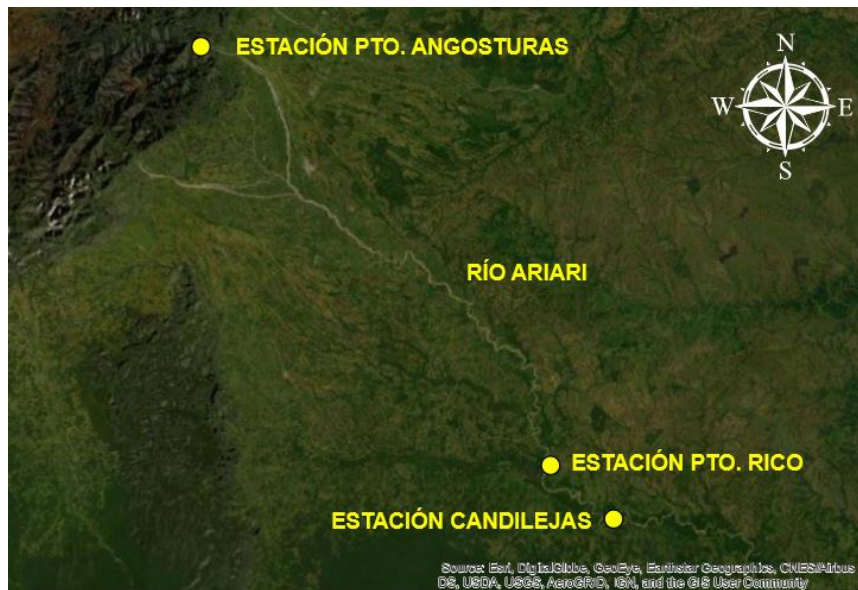 ESTACIÓN PTO. ANGOSTURAS
N
W
E
S
RÍO ARIARI
ESTACIÓN PTO. RICO
ESTACIÓN CANDILEJAS
Source: Esri, DigitalGlobe, GeoEye, Earthstar Geographics, CNES/Airbus
DS, USDA, USGS, AeroGRID, IGN, and the GIS User Community